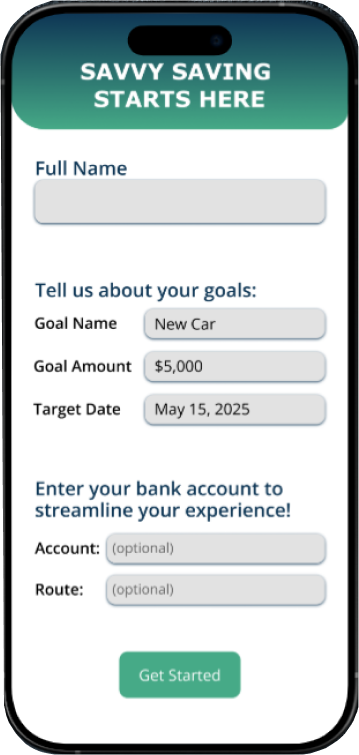 SAVVY SAVING
STARTS HERE
Full Name
Tell us about your goals:
Goal Name New Car
Goal Amount $5,000
Target Date May 15, 2025
Enter your bank account to
streamline your experience!
Account: (optional)
Route: (optional)
Get Started